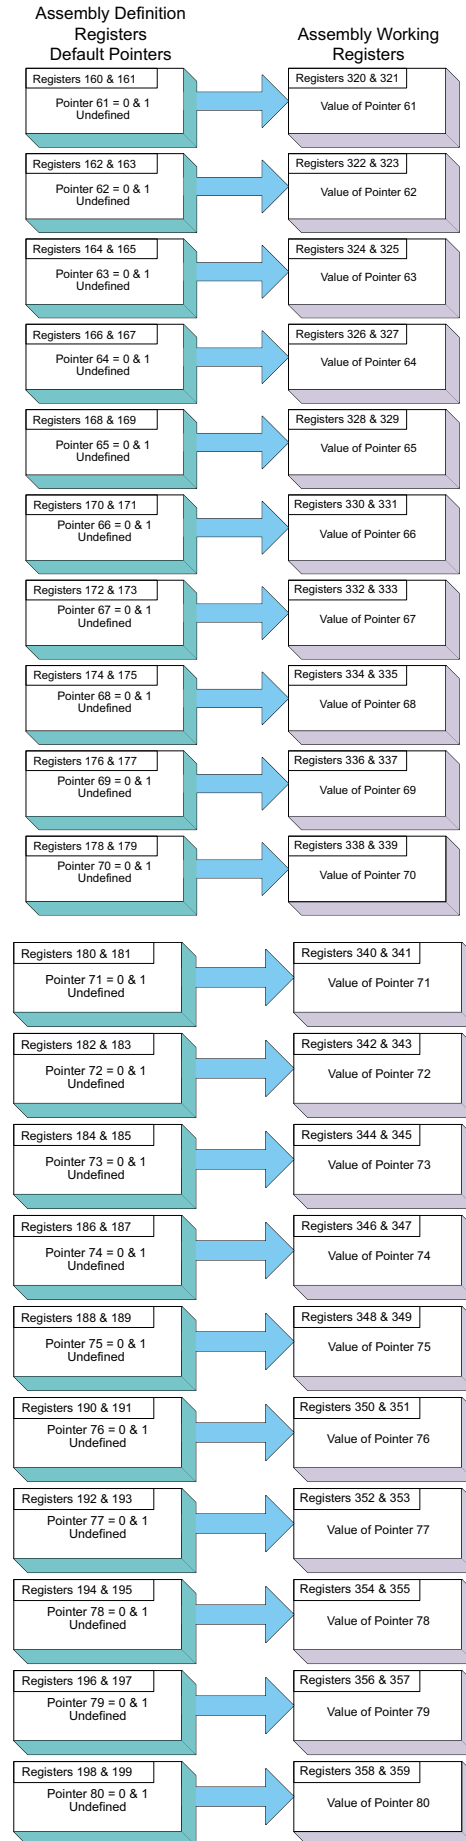 Assembly Definition
Registers
Default Pointers
Assembly Working
Registers
Registers 160 & 161
Pointer 61 = 0 & 1
Undefined
Registers 320 & 321
Value of Pointer 61
Registers 162 & 163
Pointer 62 = 0 & 1
Undefined
Registers 322 & 323
Value of Pointer 62
Registers 164 & 165
Pointer 63 = 0 & 1
Undefined
Registers 324 & 325
Value of Pointer 63
Registers 166 & 167
Pointer 64 = 0 & 1
Undefined
Registers 326 & 327
Value of Pointer 64
Registers 168 & 169
Pointer 65 = 0 & 1
Undefined
Registers 328 & 329
Value of Pointer 65
Registers 170 & 171
Pointer 66 = 0 & 1
Undefined
Registers 330 & 331
Value of Pointer 66
Registers 172 & 173
Pointer 67 = 0 & 1
Undefined
Registers 332 & 333
Value of Pointer 67
Registers 174 & 175
Pointer 68 = 0 & 1
Undefined
Registers 334 & 335
Value of Pointer 68
Registers 176 & 177
Pointer 69 = 0 & 1
Undefined
Registers 336 & 337
Value of Pointer 69
Registers 178 & 179
Pointer 70 = 0 & 1
Undefined
Registers 338 & 339
Value of Pointer 70
Registers 180 & 181
Pointer 71 = 0 & 1
Undefined
Registers 340 & 341
Value of Pointer 71
Registers 182 & 183
Pointer 72 = 0 & 1
Undefined
Registers 342 & 343
Value of Pointer 72
Registers 184 & 185
Pointer 73 = 0 & 1
Undefined
Registers 344 & 345
Value of Pointer 73
Registers 186 & 187
Pointer 74 = 0 & 1
Undefined
Registers 346 & 347
Value of Pointer 74
Registers 188 & 189
Pointer 75 = 0 & 1
Undefined
Registers 348 & 349
Value of Pointer 75
Registers 190 & 191
Pointer 76 = 0 & 1
Undefined
Registers 350 & 351
Value of Pointer 76
Registers 192 & 193
Pointer 77 = 0 & 1
Undefined
Registers 352 & 353
Value of Pointer 77
Registers 194 & 195
Pointer 78 = 0 & 1
Undefined
Registers 354 & 355
Value of Pointer 78
Registers 196 & 197
Pointer 79 = 0 & 1
Undefined
Registers 356 & 357
Value of Pointer 79
Registers 198 & 199
Pointer 80 = 0 & 1
Undefined
Registers 358 & 359
Value of Pointer 80